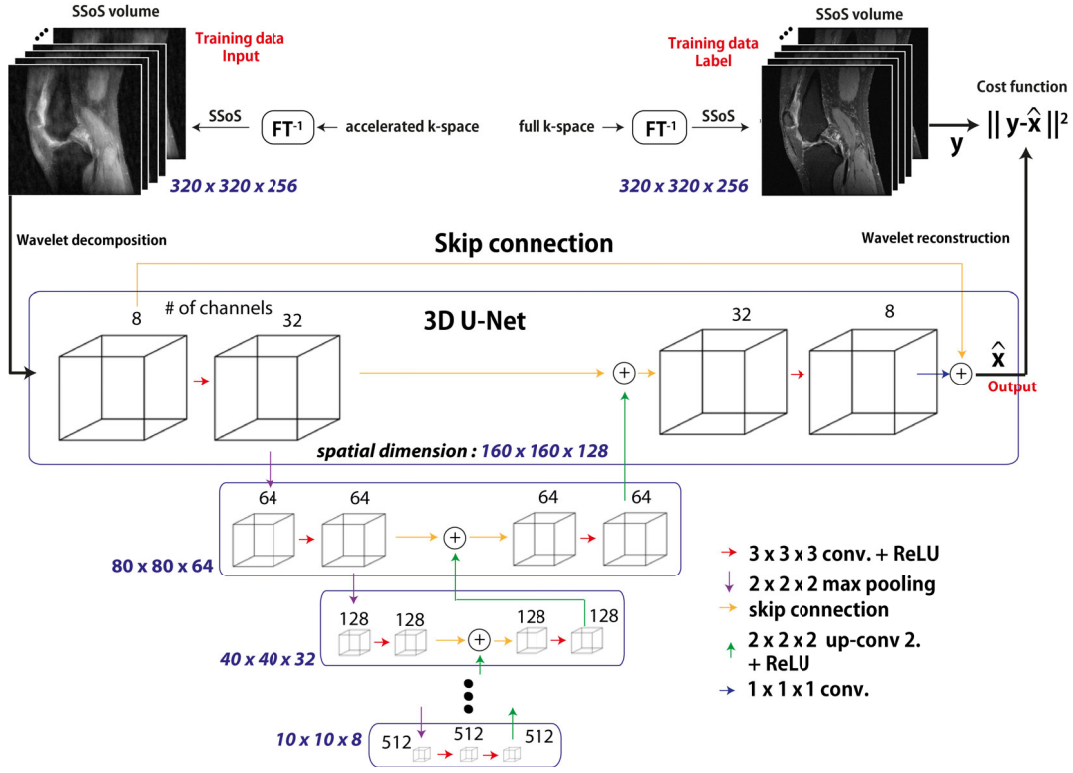 SSoS volume
Training data
Input
SSoS
FT-1
accelerated k-space
320 x 320 x 256
full k-space
FT-1
SSoS
SSoS volume
Training data
Label
320 x 320 x 256
y
Cost function
|| y-x̂ ||²
Wavelet decomposition
Skip connection
Wavelet reconstruction
# of channels
8
32
3D U-Net
32
8
+
+
x̂
Output
spatial dimension : 160 x 160 x 128
64
64
64
64
+
80 x 80 x 64
128
128
128
128
+
40 x 40 x 32
512
512
512
10 x 10 x 8
3 x 3 x 3 conv. + ReLU
2 x 2 x 2 max pooling
skip connection
2 x 2 x 2 up-conv 2.
+ ReLU
1 x 1 x 1 conv.